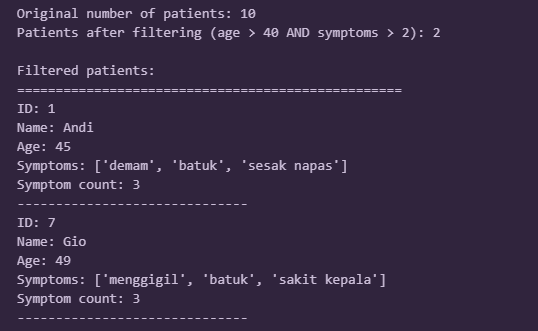 Original number of patients: 10
Patients after filtering (age > 40 AND symptoms > 2): 2
Filtered patients:
==================================================
ID: 1
Name: Andi
Age: 45
Symptoms: ['demam', 'batuk', 'sesak napas']
Symptom count: 3
------------------------------
ID: 7
Name: Gio
Age: 49
Symptoms: ['menggigil', 'batuk', 'sakit kepala']
Symptom count: 3
------------------------------